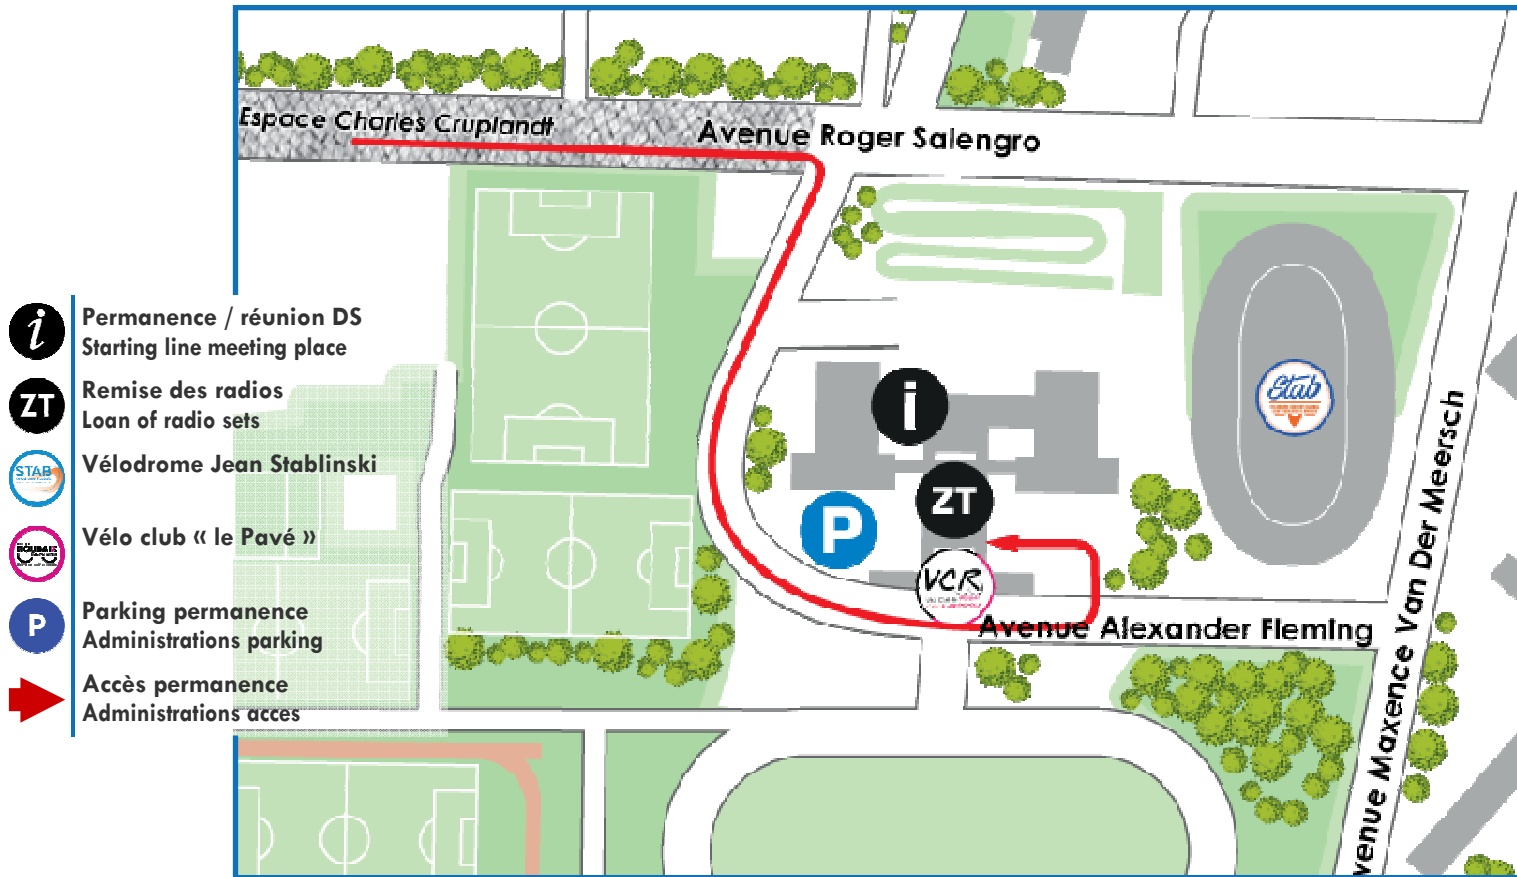 Espace Charles Cruplandt
Avenue Roger Salengro
i
Permanence / réunion DS
Starting line meeting place
ZT
Remise des radios
Loan of radio sets
STAB
Vélodrome Jean Stablinski
ROUBAIX
Vélo club « le Pavé »
P
Parking permanence
Administrations parking
Accès permanence
Administrations acces
i
ZT
P
VCR
Stab
Avenue Alexander Fleming
venue Maxence Van Der Meersch